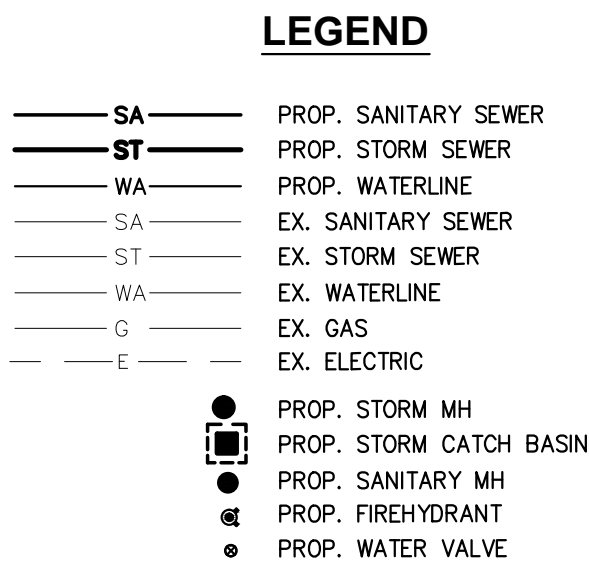 LEGEND
SA PROP. SANITARY SEWER
ST PROP. STORM SEWER
WA PROP. WATERLINE
SA EX. SANITARY SEWER
ST EX. STORM SEWER
WA EX. WATERLINE
G EX. GAS
E EX. ELECTRIC
PROP. STORM MH
PROP. STORM CATCH BASIN
PROP. SANITARY MH
PROP. FIREHYDRANT
PROP. WATER VALVE